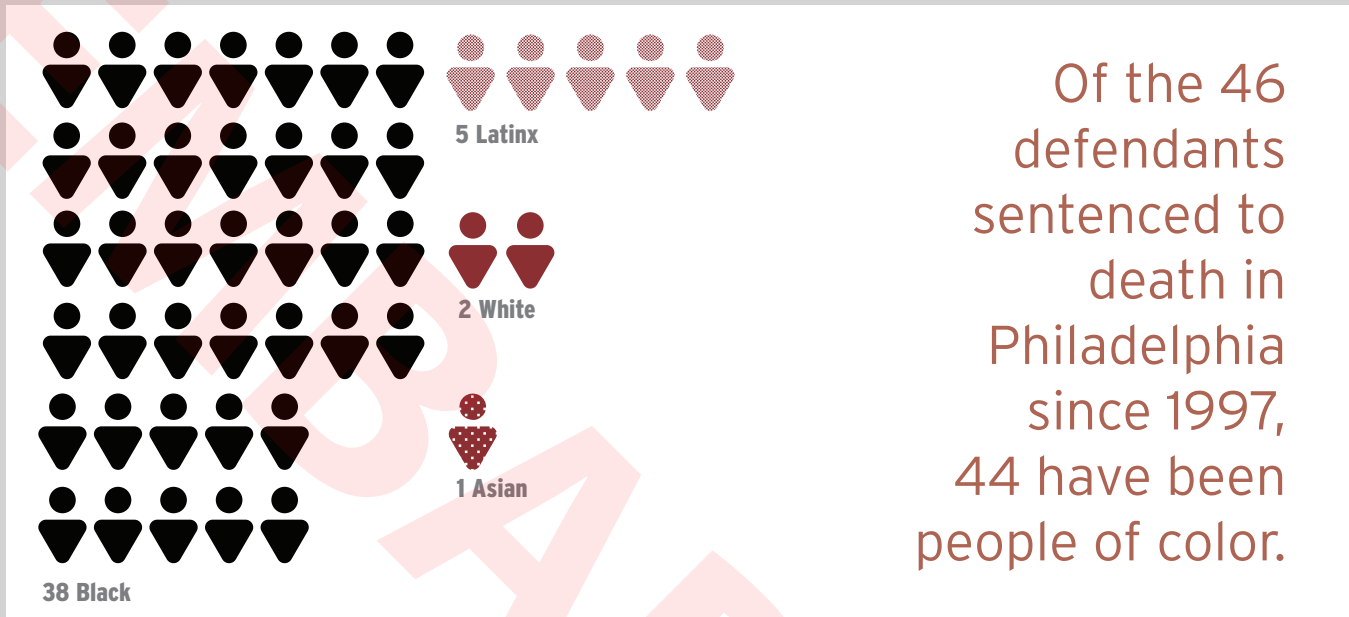 5 Latinx
2 White
1 Asian
38 Black
Of the 46
defendants
sentenced to
death in
Philadelphia
since 1997,
44 have been
people of color.